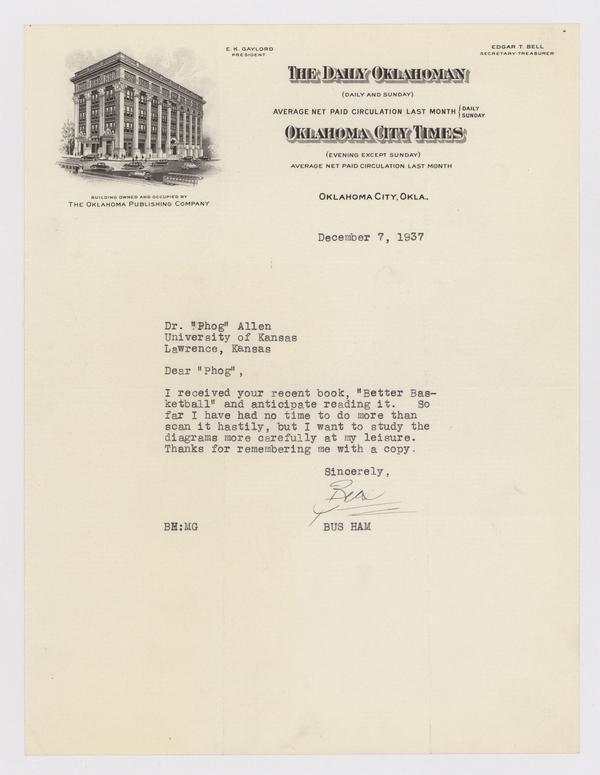 E. K. GAYLORD
PRESIDENT
EDGAR T. BELL
SECRETARY-TREASURER
THE DAILY OKLAHOMAN
(DAILY AND SUNDAY)
AVERAGE NET PAID CIRCULATION LAST MONTH { DAILY
SUNDAY
OKLAHOMA CITY TIMES
(EVENING EXCEPT SUNDAY)
AVERAGE NET PAID CIRCULATION LAST MONTH
BUILDING OWNED AND OCCUPIED BY
THE OKLAHOMA PUBLISHING COMPANY
OKLAHOMA CITY, OKLA.,
December 7, 1937
Dr. "Phog" Allen
University of Kansas
Lawrence, Kansas
Dear "Phog",
I received your recent book, "Better Bas-
ketball" and anticipate reading it. So
far I have had no time to do more than
scan it hastily, but I want to study the
diagrams more carefully at my leisure.
Thanks for remembering me with a copy.
Sincerely,
Bus
BH:MG BUS HAM